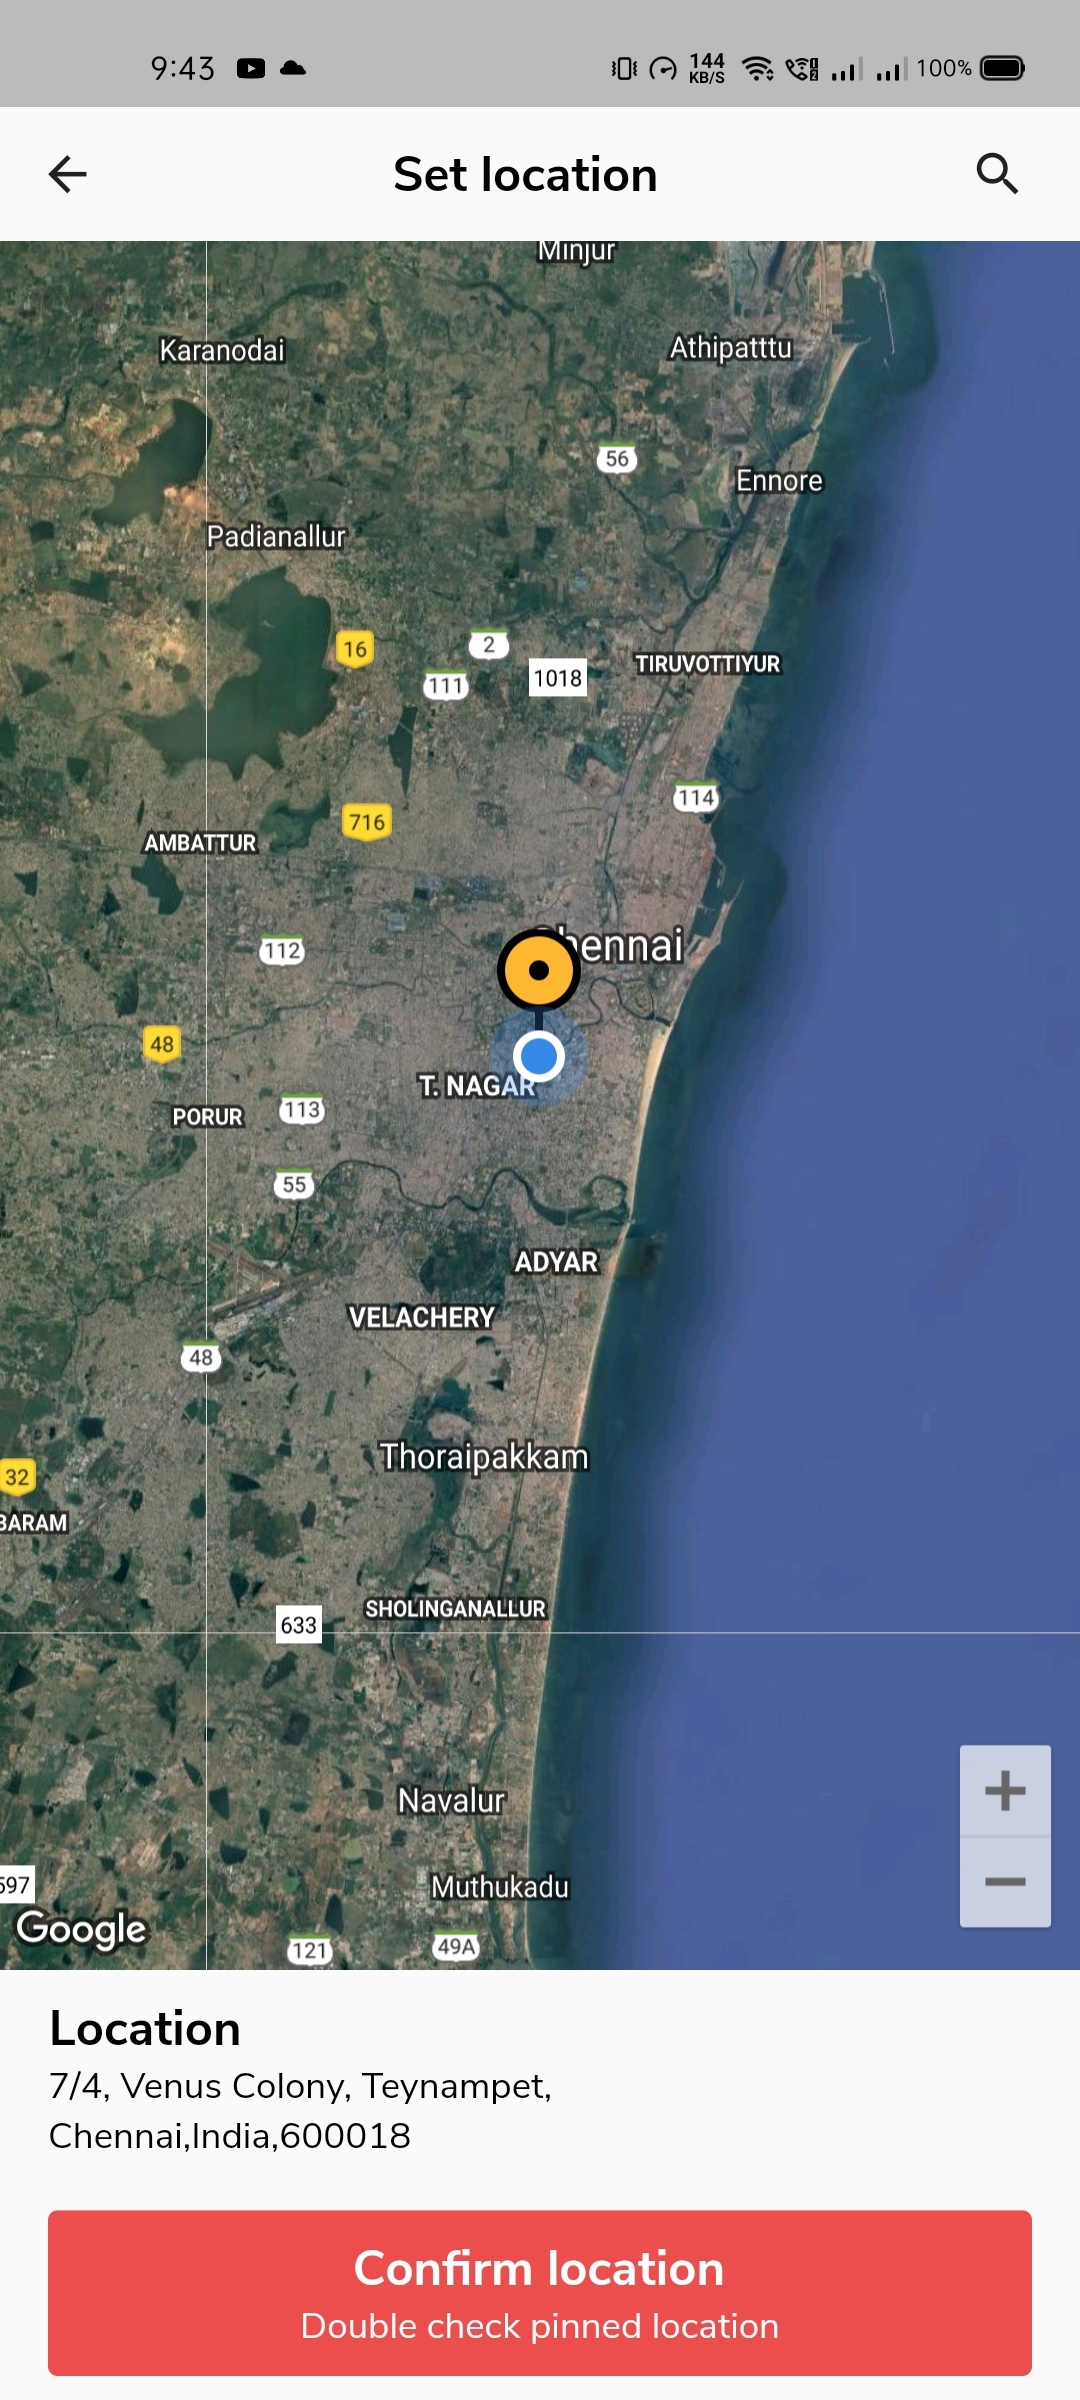 9:43
144
KB/S
100%
Set location
Minjur
Karanodai
Athipatttu
56
Ennore
Padianallur
16
2
111
1018
TIRUVOTTIYUR
114
716
AMBATTUR
112
Chennai
48
T. NAGAR
PORUR
113
55
ADYAR
VELACHERY
48
Thoraipakkam
32
BARAM
SHOLINGANALLUR
633
Navalur
597
Muthukadu
Google
121
49A
Location
7/4, Venus Colony, Teynampet,
Chennai,India,600018
Confirm location
Double check pinned location